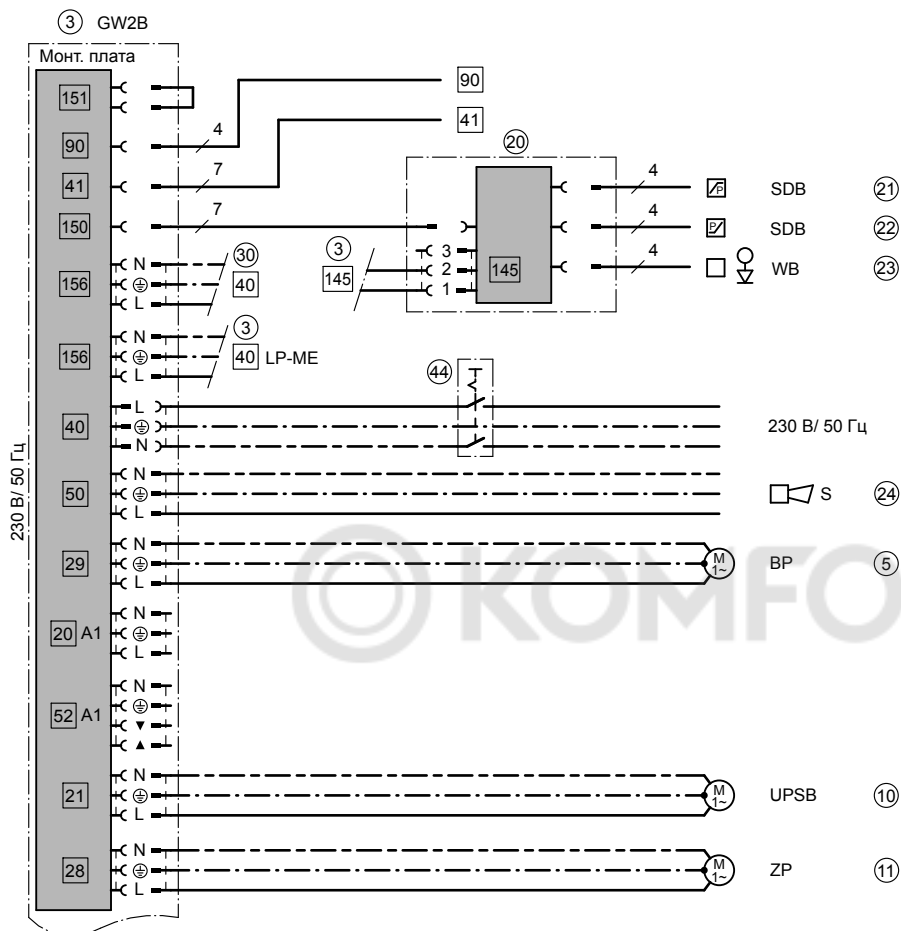 3 GW2B
Монт. плата
151
90
4
90
41
7
41
20
150
7
4
SDB 21
4
SDB 22
4
WB 23
145
3
2
1
3
145
156
N
L
30
40
156
N
L
3
40 LP-ME
44
40
L
N
230 В/ 50 Гц
230 В/ 50 Гц
50
N
L
S 24
29
N
L
M
1~
BP 5
KOMFO
20 A1
N
L
52 A1
N
21
N
L
M
1~
UPSB 10
28
N
L
M
1~
ZP 11
P
P